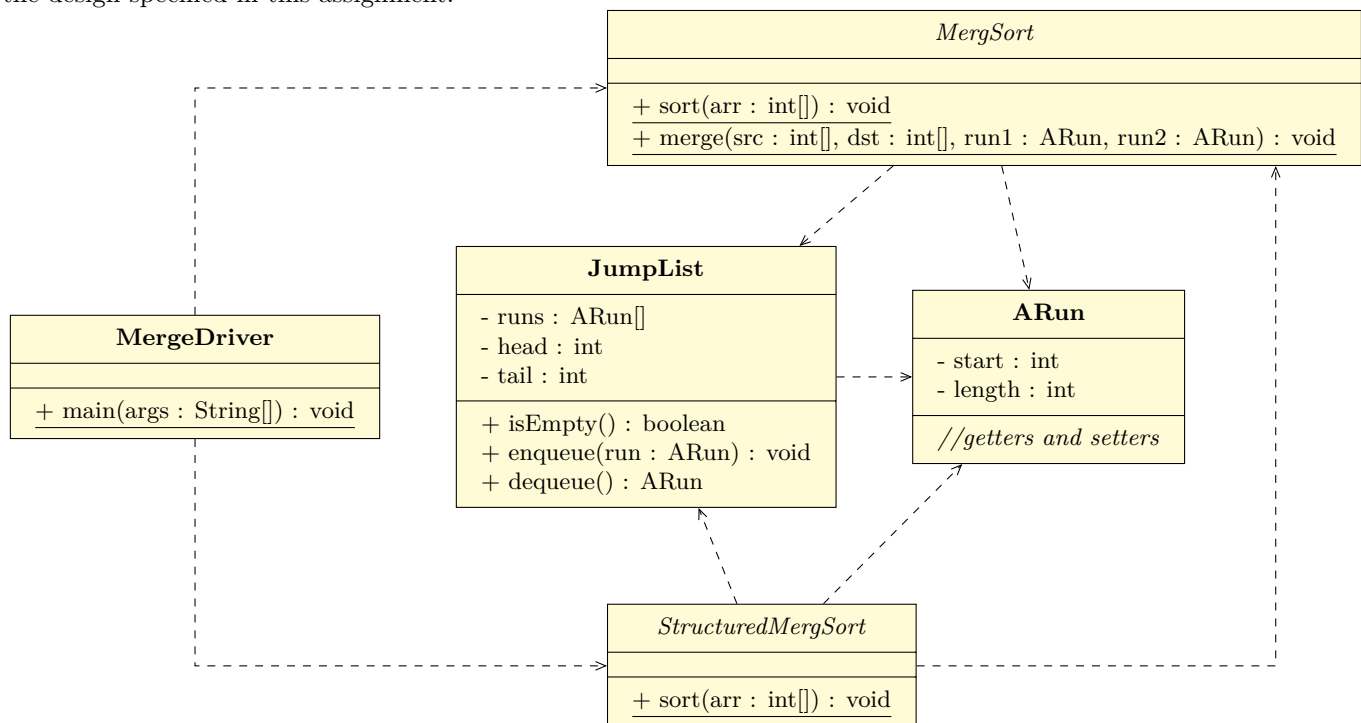 the design specified in this assignment.
MergSort
+ sort(arr : int[]) : void
+ merge(src : int[], dst : int[], run1 : ARun, run2 : ARun) : void
JumpList
- runs : ARun[]
- head : int
- tail : int
+ isEmpty() : boolean
+ enqueue(run : ARun) : void
+ dequeue() : ARun
ARun
- start : int
- length : int
//getters and setters
MergeDriver
+ main(args : String[]) : void
StructuredMergSort
+ sort(arr : int[]) : void